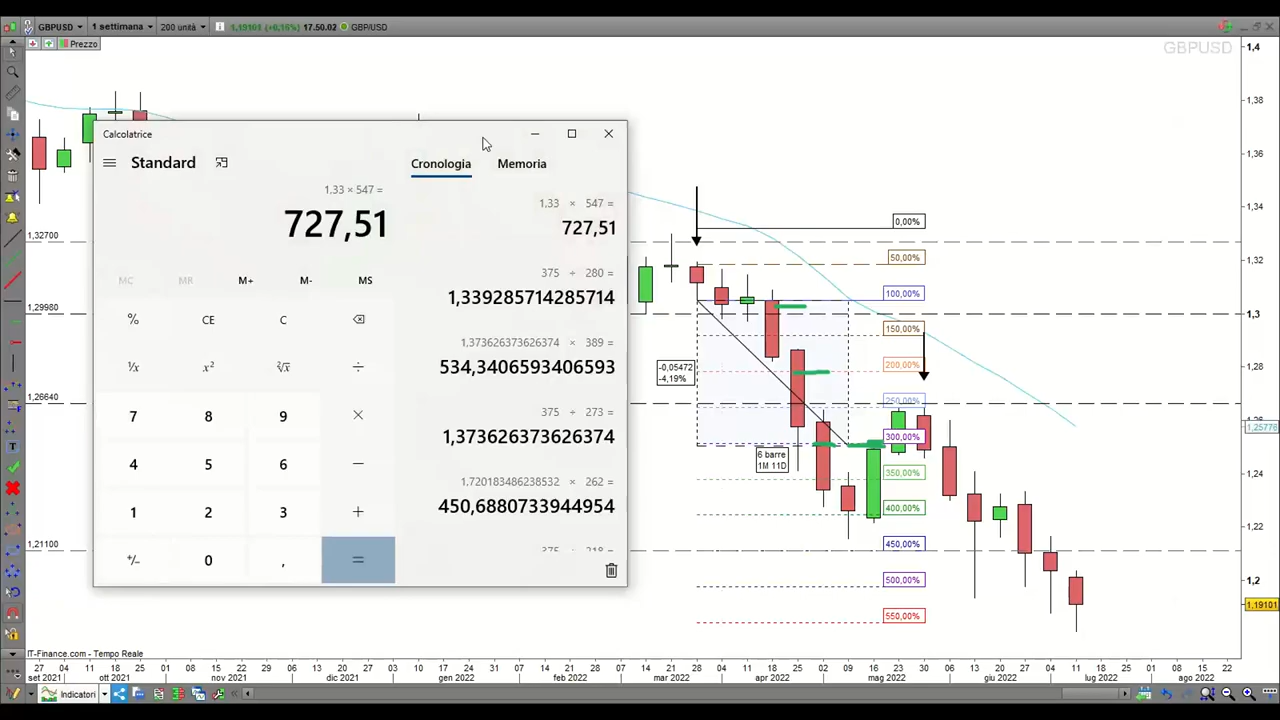 GBPUSD 1 settimana 200 unità 1,19101 (+0,16%) 17.50.02 GBP/USD
Prezzo
GBPUSD
Calcolatrice
Standard
Cronologia Memoria
1,33 × 547 =
727,51
MC MR M+ M- MS
% CE C
¹/x x² ²√x ÷
7 8 9 ×
4 5 6 −
1 2 3 +
+/- 0 , =
1,33 × 547 =
727,51
375 ÷ 280 =
1,339285714285714
1,373626373626374 × 389 =
534,3406593406593
375 ÷ 273 =
1,373626373626374
1,720183486238532 × 262 =
450,6880733944954
375 ÷ 218 =
1,32700
1,29980
1,26640
1,21100
0,00%
50,00%
100,00%
150,00%
200,00%
250,00%
300,00%
350,00%
400,00%
450,00%
500,00%
550,00%
-0,05472
-4,19%
6 barre
1M 11D
1,4
1,38
1,36
1,34
1,32
1,3
1,28
1,26
1,25778
1,24
1,22
1,2
1,19101
IT-Finance.com - Tempo Reale
27 04 11 18 25 01 08 15 22 29 06 13 20 27 03 10 17 24 31 07 14 21 28 07 14 21 28 04 11 18 25 02 09 16 23 30 06 13 20 27 04 11 18 25 01 08 15 22
set 2021 ott 2021 nov 2021 dic 2021 gen 2022 feb 2022 mar 2022 apr 2022 mag 2022 giu 2022 lug 2022 ago 2022
Indicatori